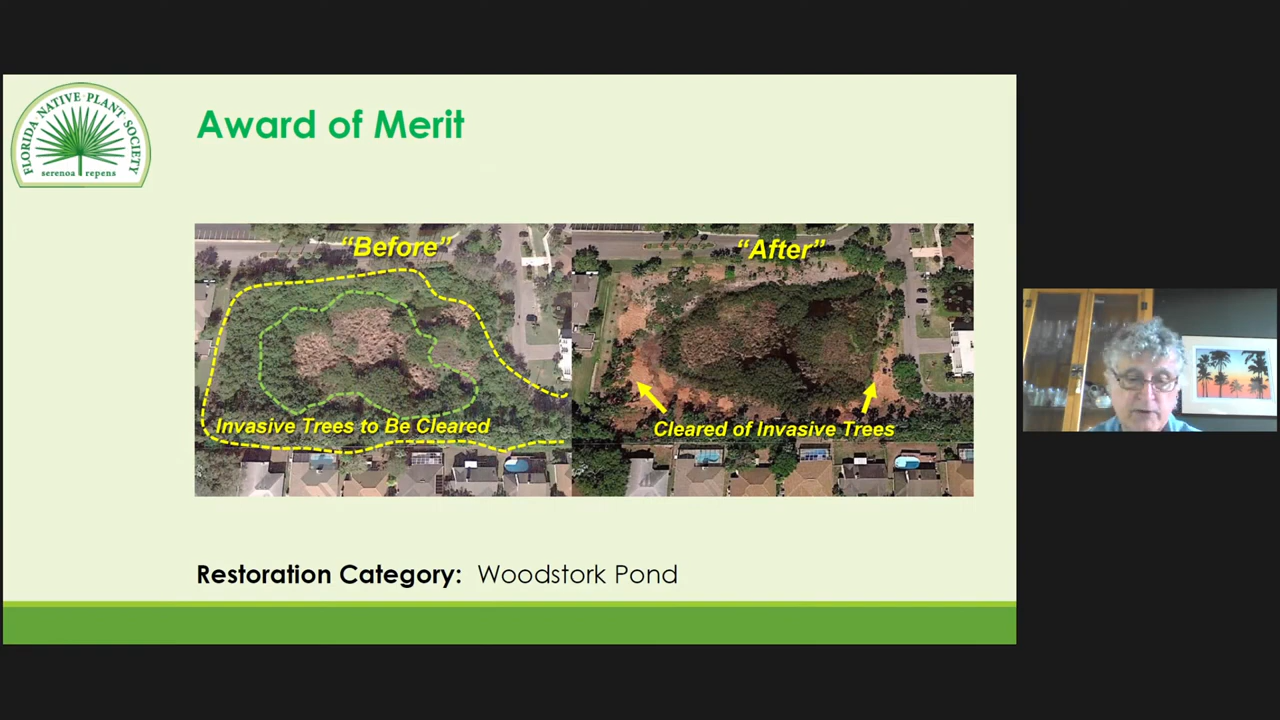 FLORIDA NATIVE PLANT SOCIETY
serenoa repens
Award of Merit
“Before”
“After”
Invasive Trees to Be Cleared
Cleared of Invasive Trees
Restoration Category: Woodstork Pond